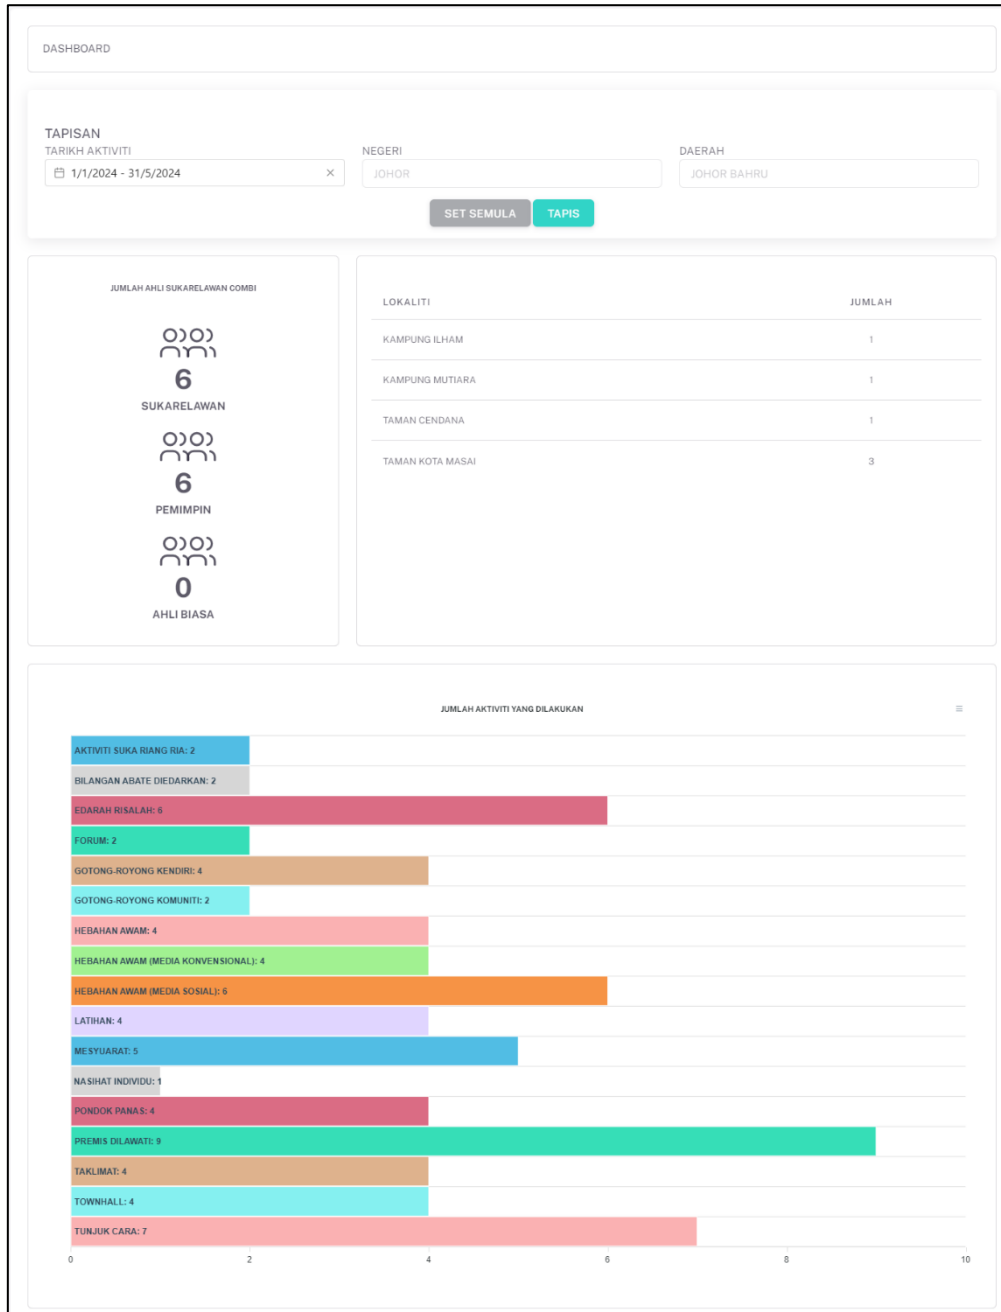 DASHBOARD
TAPISAN
TARIKH AKTIVITI
NEGERI
DAERAH
1/1/2024 - 31/5/2024
JOHOR
JOHOR BAHRU
SET SEMULA
TAPIS
JUMLAH AHLI SUKARELAWAN COMBI
6
SUKARELAWAN
6
PEMIMPIN
0
AHLI BIASA
LOKALITI JUMLAH
KAMPUNG ILHAM 1
KAMPUNG MUTIARA 1
TAMAN CENDANA 1
TAMAN KOTA MASAI 3
JUMLAH AKTIVITI YANG DILAKUKAN
AKTIVITI SUKA RIANG RIA: 2
BILANGAN ABATE DIEDARKAN: 2
EDARAH RISALAH: 6
FORUM: 2
GOTONG-ROYONG KENDIRI: 4
GOTONG-ROYONG KOMUNITI: 2
HEBAHAN AWAM: 4
HEBAHAN AWAM (MEDIA KONVENSIONAL): 4
HEBAHAN AWAM (MEDIA SOSIAL): 6
LATIHAN: 4
MESYUARAT: 5
NASIHAT INDIVIDU: 1
PONDOK PANAS: 4
PREMIS DILAWATI: 9
TAKLIMAT: 4
TOWNHALL: 4
TUNJUK CARA: 7
0 2 4 6 8 10